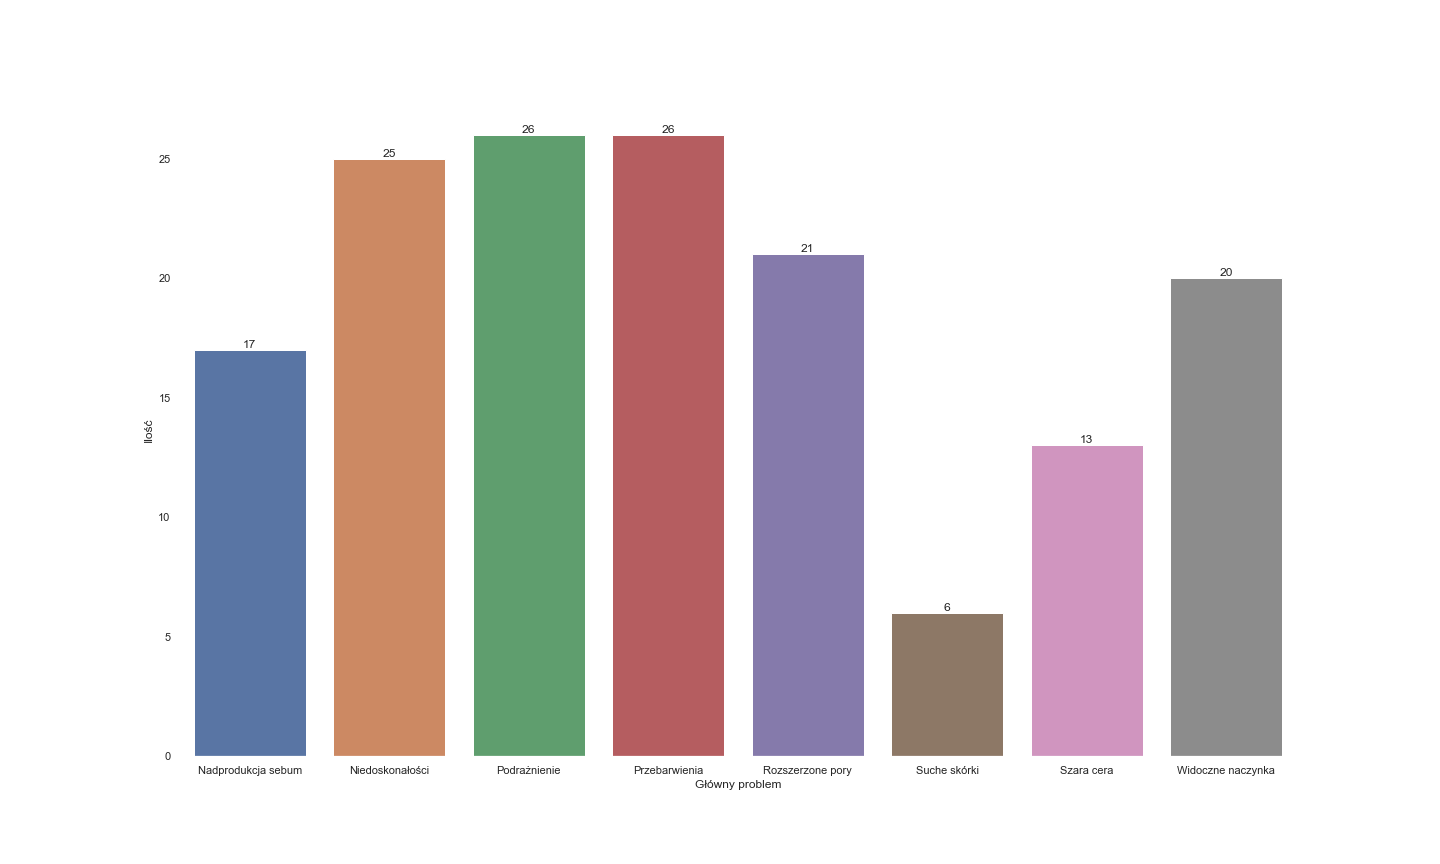 26
26
25
25
21
20
20
17
15
Ilość
13
10
6
5
0
Nadprodukcja sebum
Niedoskonałości
Podrażnienie
Przebarwienia
Rozszerzone pory
Suche skórki
Szara cera
Widoczne naczynka
Główny problem